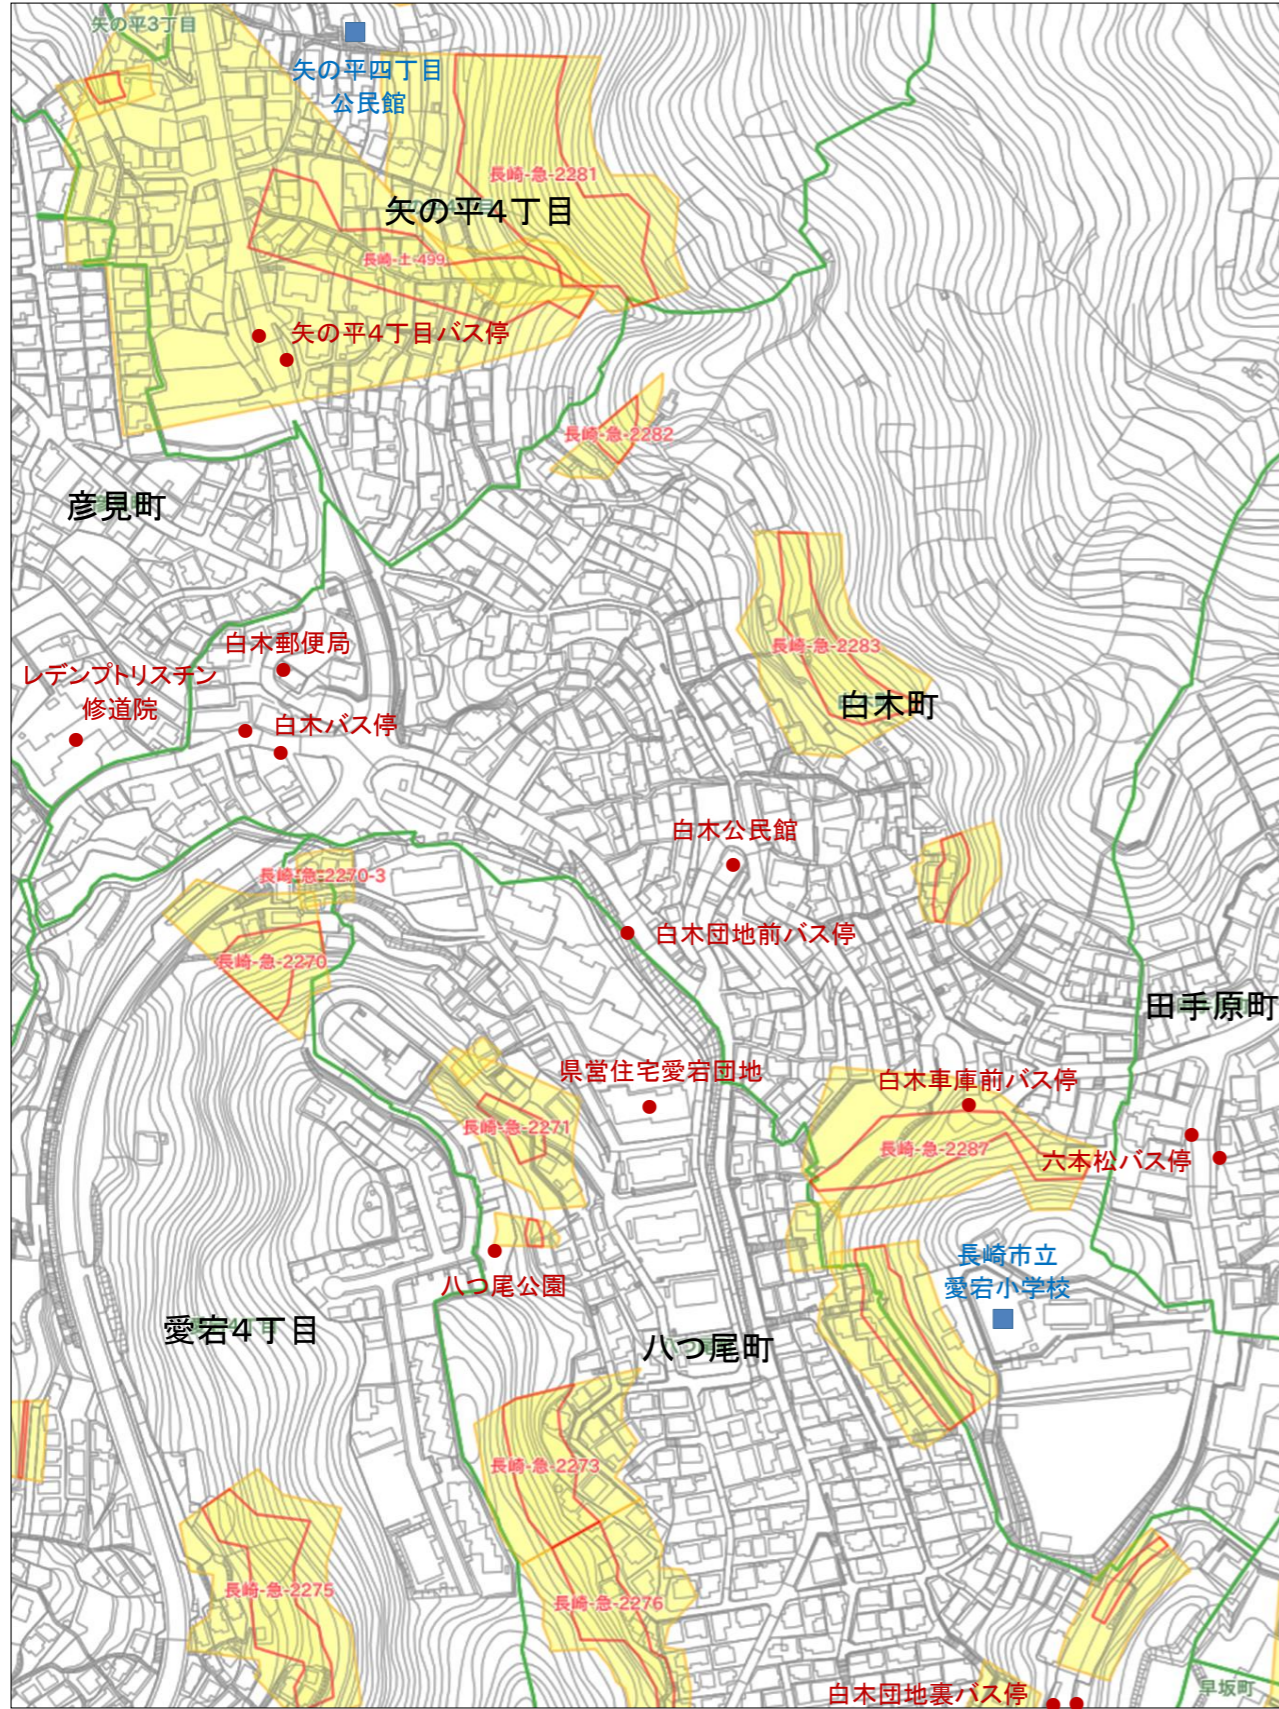 矢の平3丁目
矢の平四丁目
公民館
長崎-急-2281
矢の平4丁目
長崎-土-499
矢の平4丁目バス停
長崎-急-2282
彦見町
白木郵便局
レデンプトリスチン
修道院
白木バス停
長崎-急-2283
白木町
白木公民館
長崎-急-2270-3
白木団地前バス停
長崎-急-2270
田手原町
県営住宅愛宕団地
白木車庫前バス停
長崎-急-2271
長崎-急-2287
六本松バス停
長崎市立
愛宕小学校
八つ尾公園
愛宕4丁目
八つ尾町
長崎-急-2273
長崎-急-2275
長崎-急-2276
白木団地裏バス停
早坂町